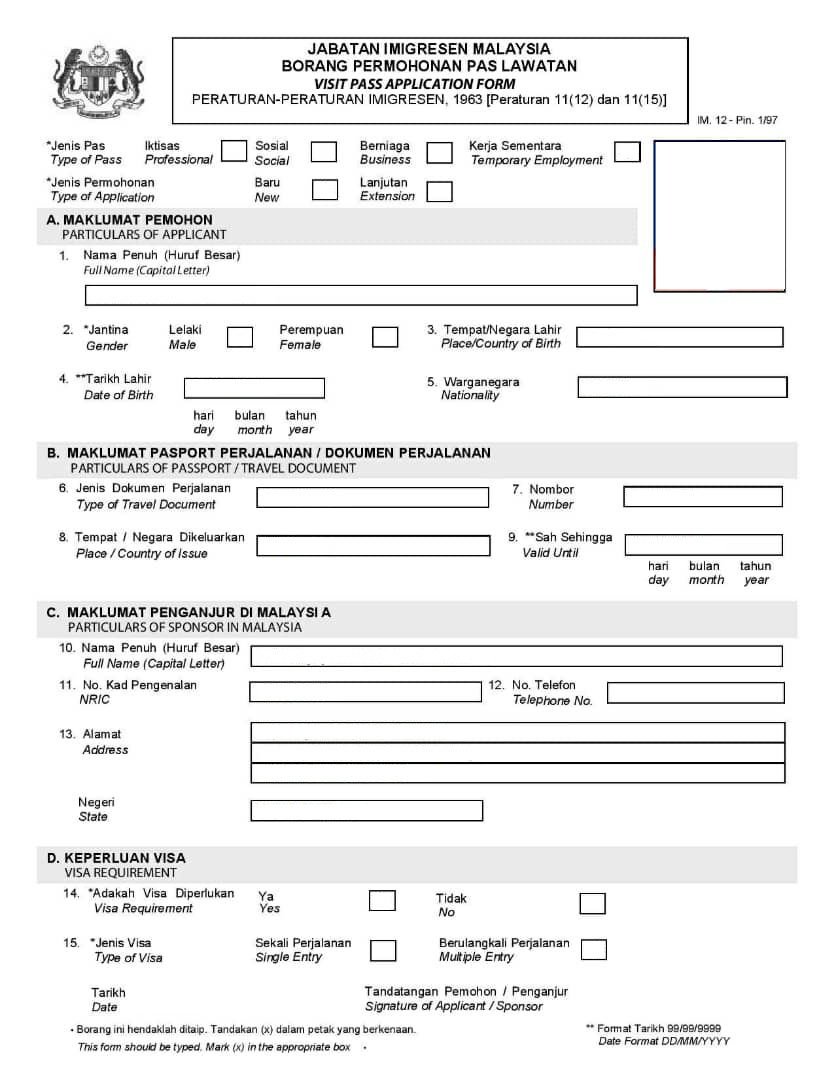 JABATAN IMIGRESEN MALAYSIA
BORANG PERMOHONAN PAS LAWATAN
VISIT PASS APPLICATION FORM
PERATURAN-PERATURAN IMIGRESEN, 1963 [Peraturan 11(12) dan 11(15)]
IM. 12 - Pin. 1/97
*Jenis Pas Iktisas Sosial Berniaga Kerja Sementara
Type of Pass Professional Social Business Temporary Employment
*Jenis Permohonan Baru Lanjutan
Type of Application New Extension
A. MAKLUMAT PEMOHON
PARTICULARS OF APPLICANT
1. Nama Penuh (Huruf Besar)
Full Name (Capital Letter)
2. *Jantina Lelaki Perempuan 3. Tempat/Negara Lahir
Gender Male Female Place/Country of Birth
4. **Tarikh Lahir 5. Warganegara
Date of Birth Nationality
hari bulan tahun
day month year
B. MAKLUMAT PASPORT PERJALANAN / DOKUMEN PERJALANAN
PARTICULARS OF PASSPORT / TRAVEL DOCUMENT
6. Jenis Dokumen Perjalanan 7. Nombor
Type of Travel Document Number
8. Tempat / Negara Dikeluarkan 9. **Sah Sehingga
Place / Country of Issue Valid Until
hari bulan tahun
day month year
C. MAKLUMAT PENGANJUR DI MALAYSI A
PARTICULARS OF SPONSOR IN MALAYSIA
10. Nama Penuh (Huruf Besar)
Full Name (Capital Letter)
11. No. Kad Pengenalan 12. No. Telefon
NRIC Telephone No.
13. Alamat
Address
Negeri
State
D. KEPERLUAN VISA
VISA REQUIREMENT
14. *Adakah Visa Diperlukan Ya Tidak
Visa Requirement Yes No
15. *Jenis Visa Sekali Perjalanan Berulangkali Perjalanan
Type of Visa Single Entry Multiple Entry
Tarikh Tandatangan Pemohon / Penganjur
Date Signature of Applicant / Sponsor
• Borang ini hendaklah ditaip. Tandakan (x) dalam petak yang berkenaan. ** Format Tarikh 99/99/9999
This form should be typed. Mark (x) in the appropriate box • Date Format DD/MM/YYYY